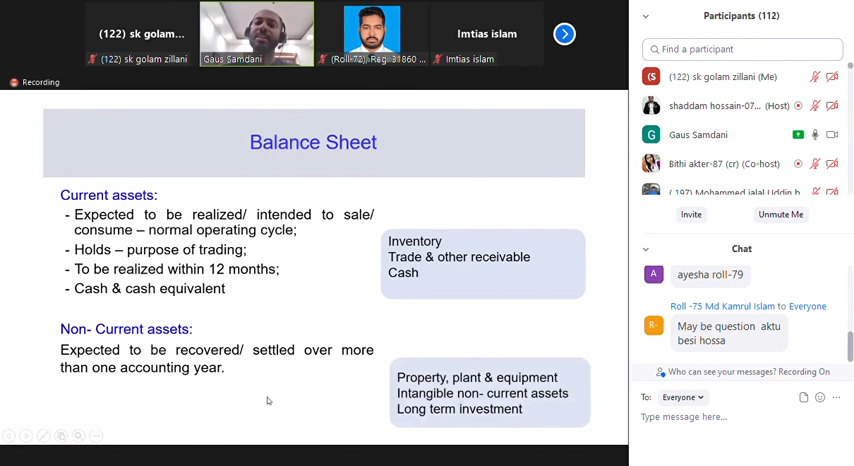 (122) sk golam zillani
Imtias islam
(122) sk golam zillani
Gaus Samdani
(Roll-72), Reg: 31860 ...
Imtias islam
Recording
Balance Sheet
Current assets:
- Expected to be realized/ intended to sale/
consume – normal operating cycle;
- Holds – purpose of trading;
- To be realized within 12 months;
- Cash & cash equivalent
Inventory
Trade & other receivable
Cash
Non- Current assets:
Expected to be recovered/ settled over more
than one accounting year.
Property, plant & equipment
Intangible non- current assets
Long term investment
Participants (112)
Find a participant
(S
(122) sk golam zillani (Me)
shaddam hossain-07... (Host)
G
Gaus Samdani
Bithi akter-87 (cr) (Co-host)
( 197) Mohammed jalal Uddin b
Invite
Unmute Me
Chat
A
ayesha roll-79
Roll -75 Md Kamrul Islam to Everyone
R-
May be question aktu
besi hossa
Who can see your messages? Recording On
To:
Everyone
Type message here...